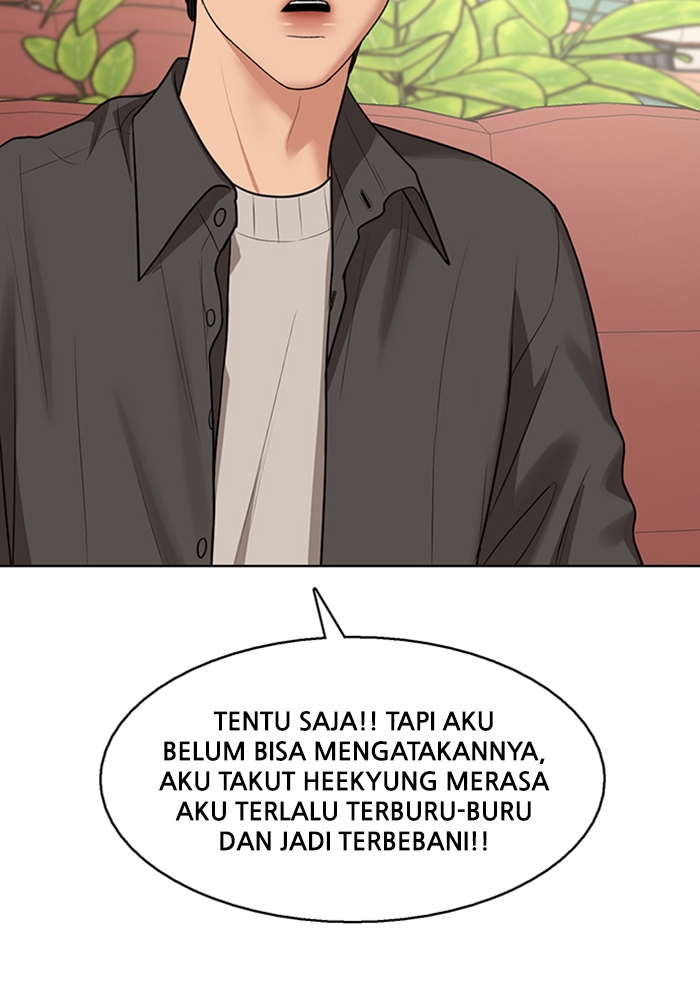 TENTU SAJA!! TAPI AKU
BELUM BISA MENGATAKANNYA,
AKU TAKUT HEEKYUNG MERASA
AKU TERLALU TERBURU-BURU
DAN JADI TERBEBANI!!